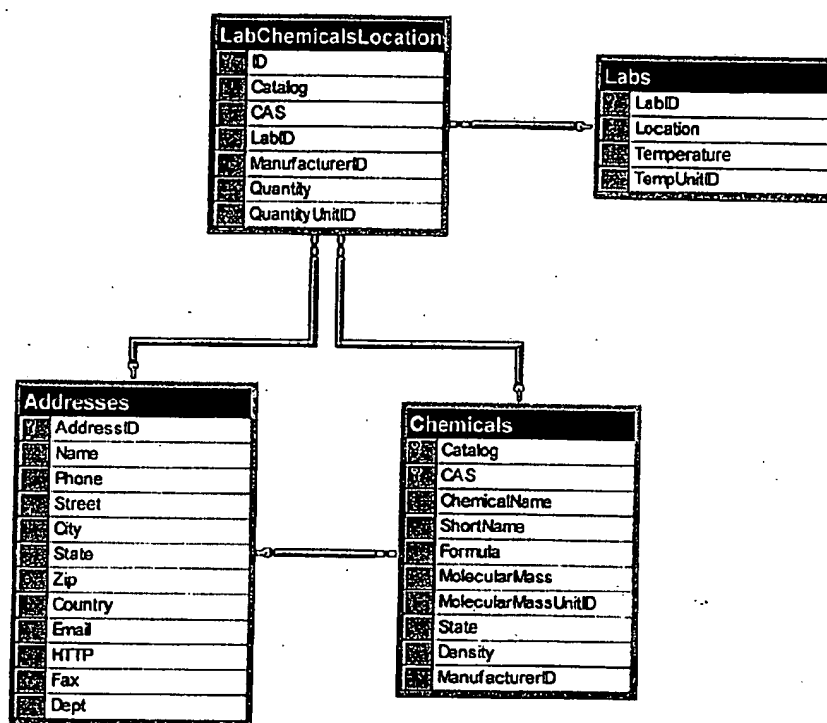 LabChemicalsLocation
ID
Catalog
CAS
LabID
ManufacturerID
Quantity
QuantityUnitID
Labs
LabID
Location
Temperature
TempUnitID
Addresses
AddressID
Name
Phone
Street
City
State
Zip
Country
Email
HTTP
Fax
Dept
Chemicals
Catalog
CAS
ChemicalName
ShortName
Formula
MolecularMass
MolecularMassUnitID
State
Density
ManufacturerID